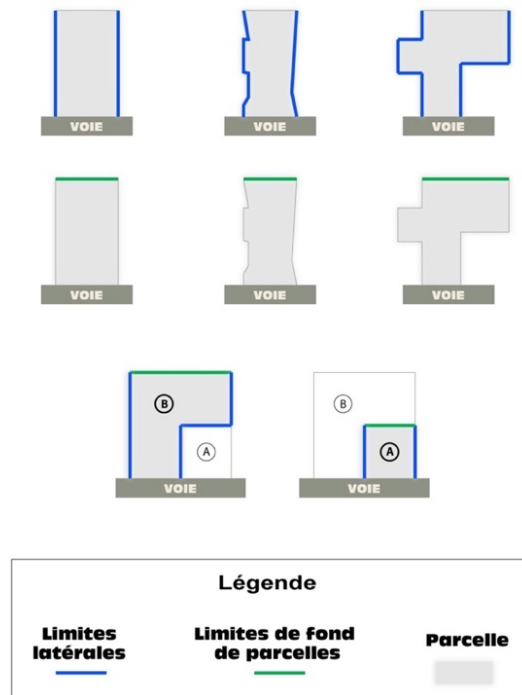 VOIE VOIE VOIE
VOIE VOIE VOIE
B B
A A
VOIE VOIE
Légende
Limites latérales
Limites de fond de parcelles
Parcelle